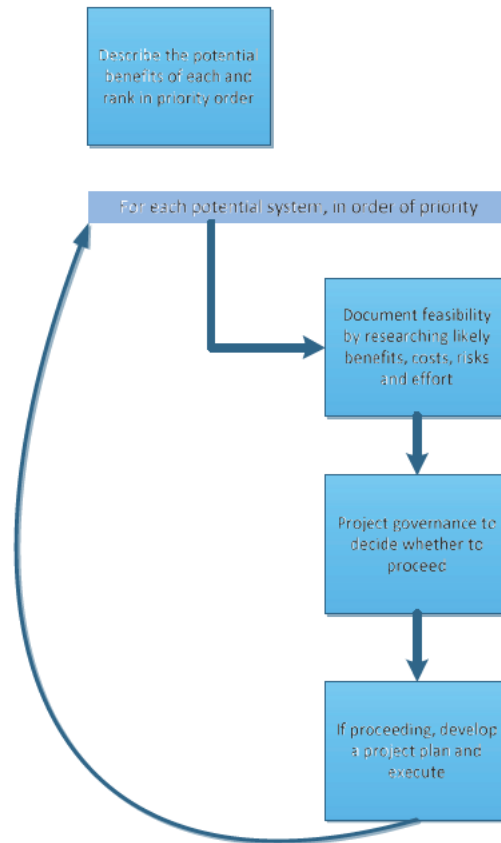 Describe the potential
benefits of each and
rank in priority order
For each potential system, in order of priority
Document feasibility
by researching likely
benefits, costs, risks
and effort
Project governance to
decide whether to
proceed
If proceeding, develop
a project plan and
execute